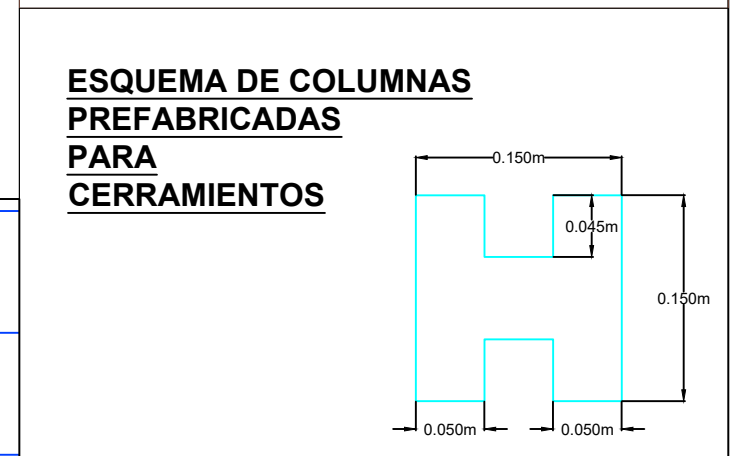 ESQUEMA DE COLUMNAS
PREFABRICADAS
PARA
CERRAMIENTOS
0.150m
0.045m
0.150m
0.050m
0.050m